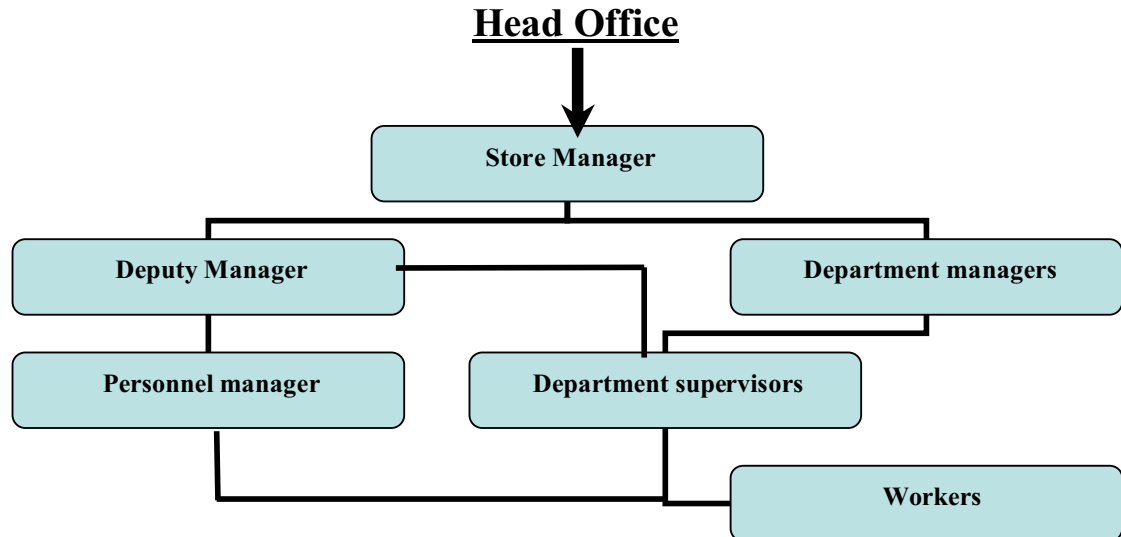 Head Office
Store Manager
Deputy Manager
Department managers
Personnel manager
Department supervisors
Workers